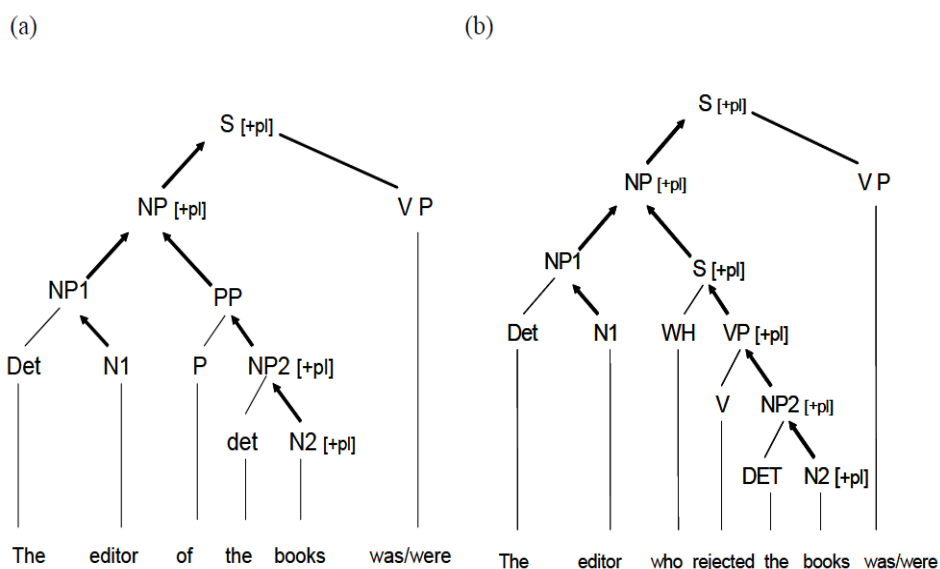 (a)
S [+pl]
NP [+pl]
V P
NP1
PP
Det
N1
P
NP2 [+pl]
det
N2 [+pl]
The editor of the books was/were
(b)
S [+pl]
NP [+pl]
V P
NP1
S [+pl]
Det
N1
WH
VP [+pl]
V
NP2 [+pl]
DET
N2 [+pl]
The editor who rejected the books was/were